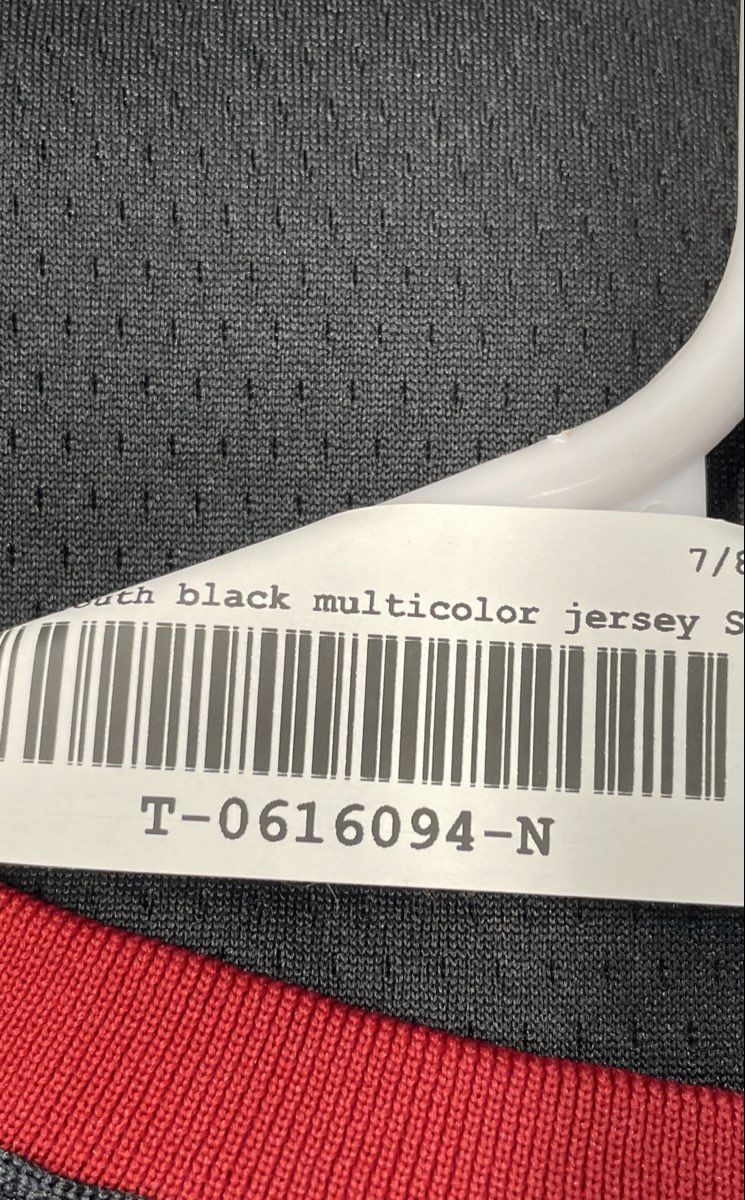 7/8
black multicolor jersey S
T-0616094-N